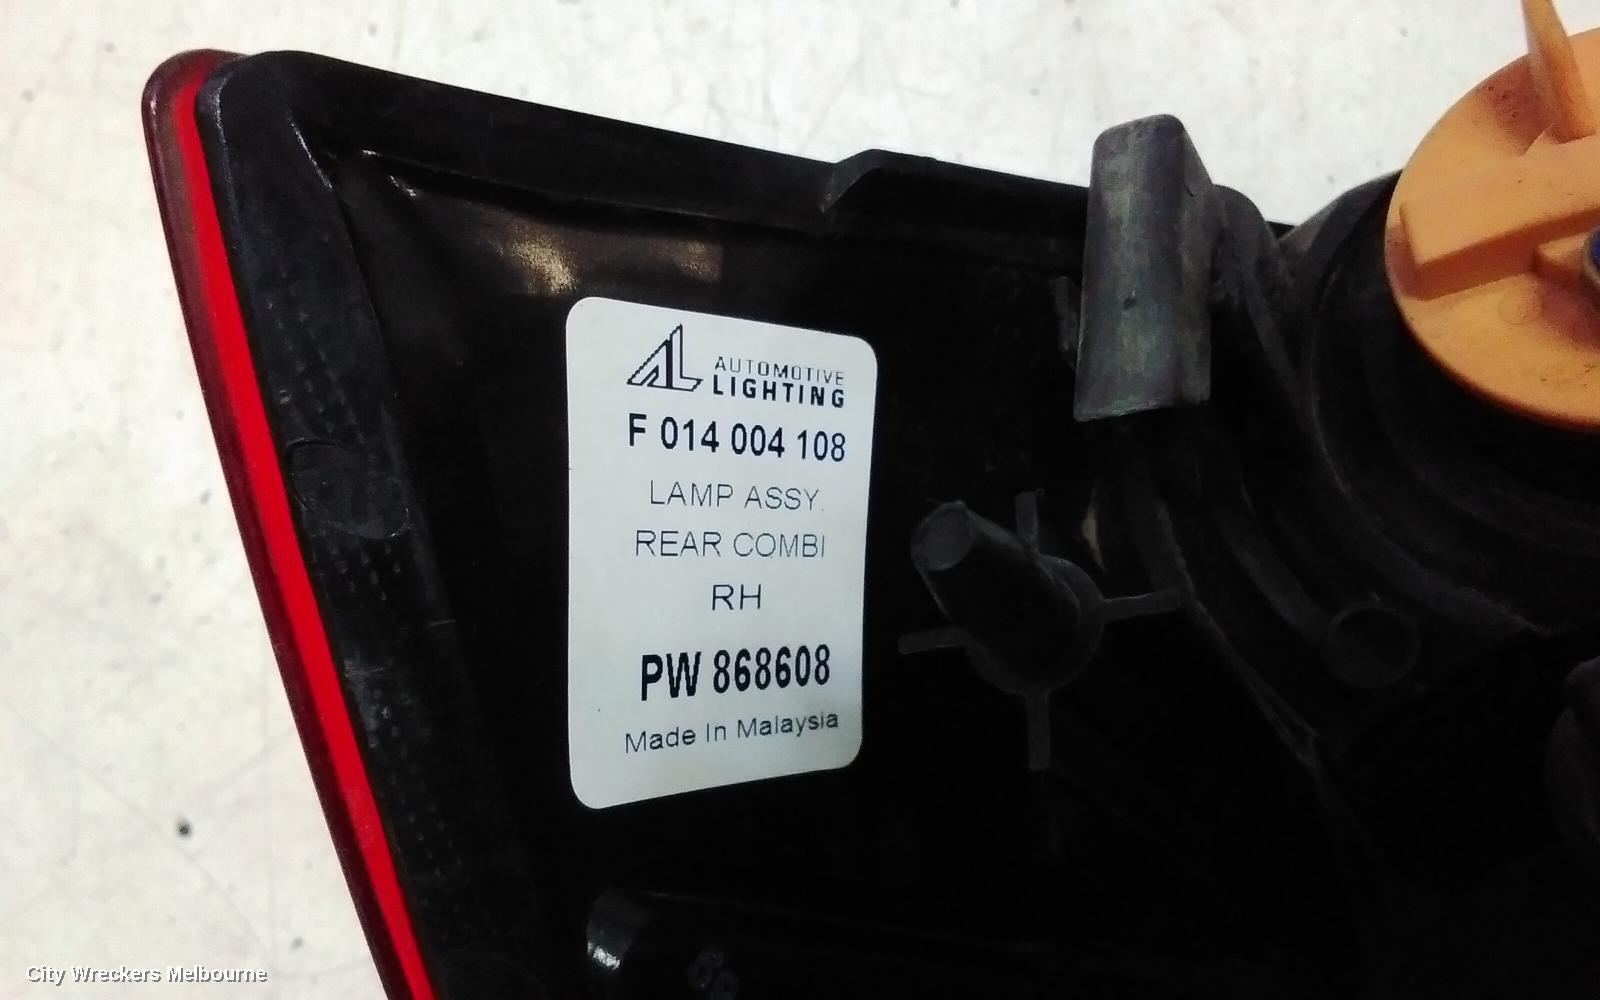 AUTOMOTIVE
LIGHTING
F 014 004 108
LAMP ASSY.
REAR COMBI
RH
PW 868608
Made In Malaysia
City Wreckers Melbourne